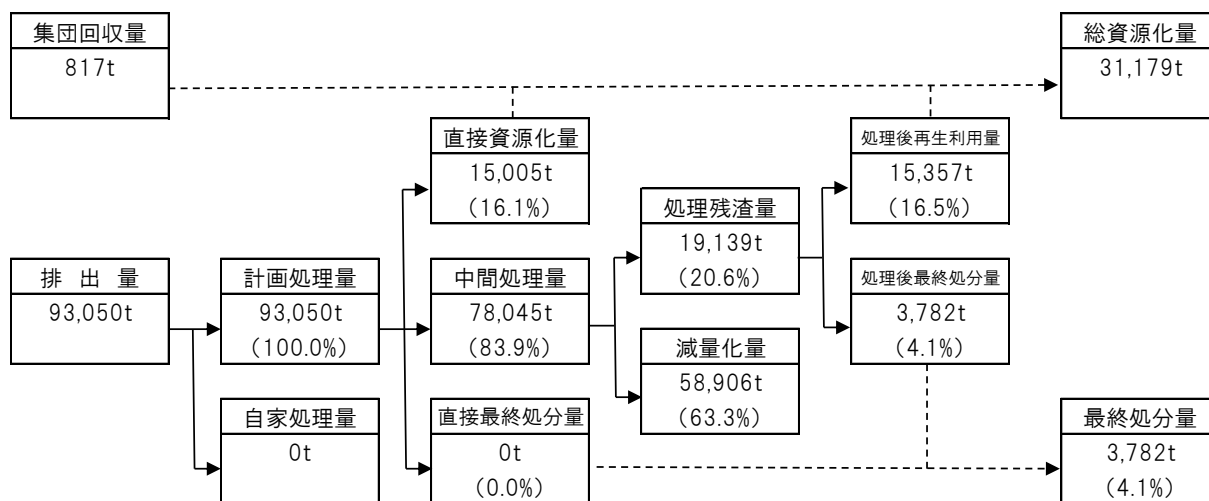 集団回収量
817t
総資源化量
31,179t
直接資源化量
15,005t
(16.1%)
処理後再生利用量
15,357t
(16.5%)
処理残渣量
19,139t
(20.6%)
排 出 量
93,050t
計画処理量
93,050t
(100.0%)
中間処理量
78,045t
(83.9%)
処理後最終処分量
3,782t
(4.1%)
減量化量
58,906t
(63.3%)
自家処理量
0t
直接最終処分量
0t
(0.0%)
最終処分量
3,782t
(4.1%)